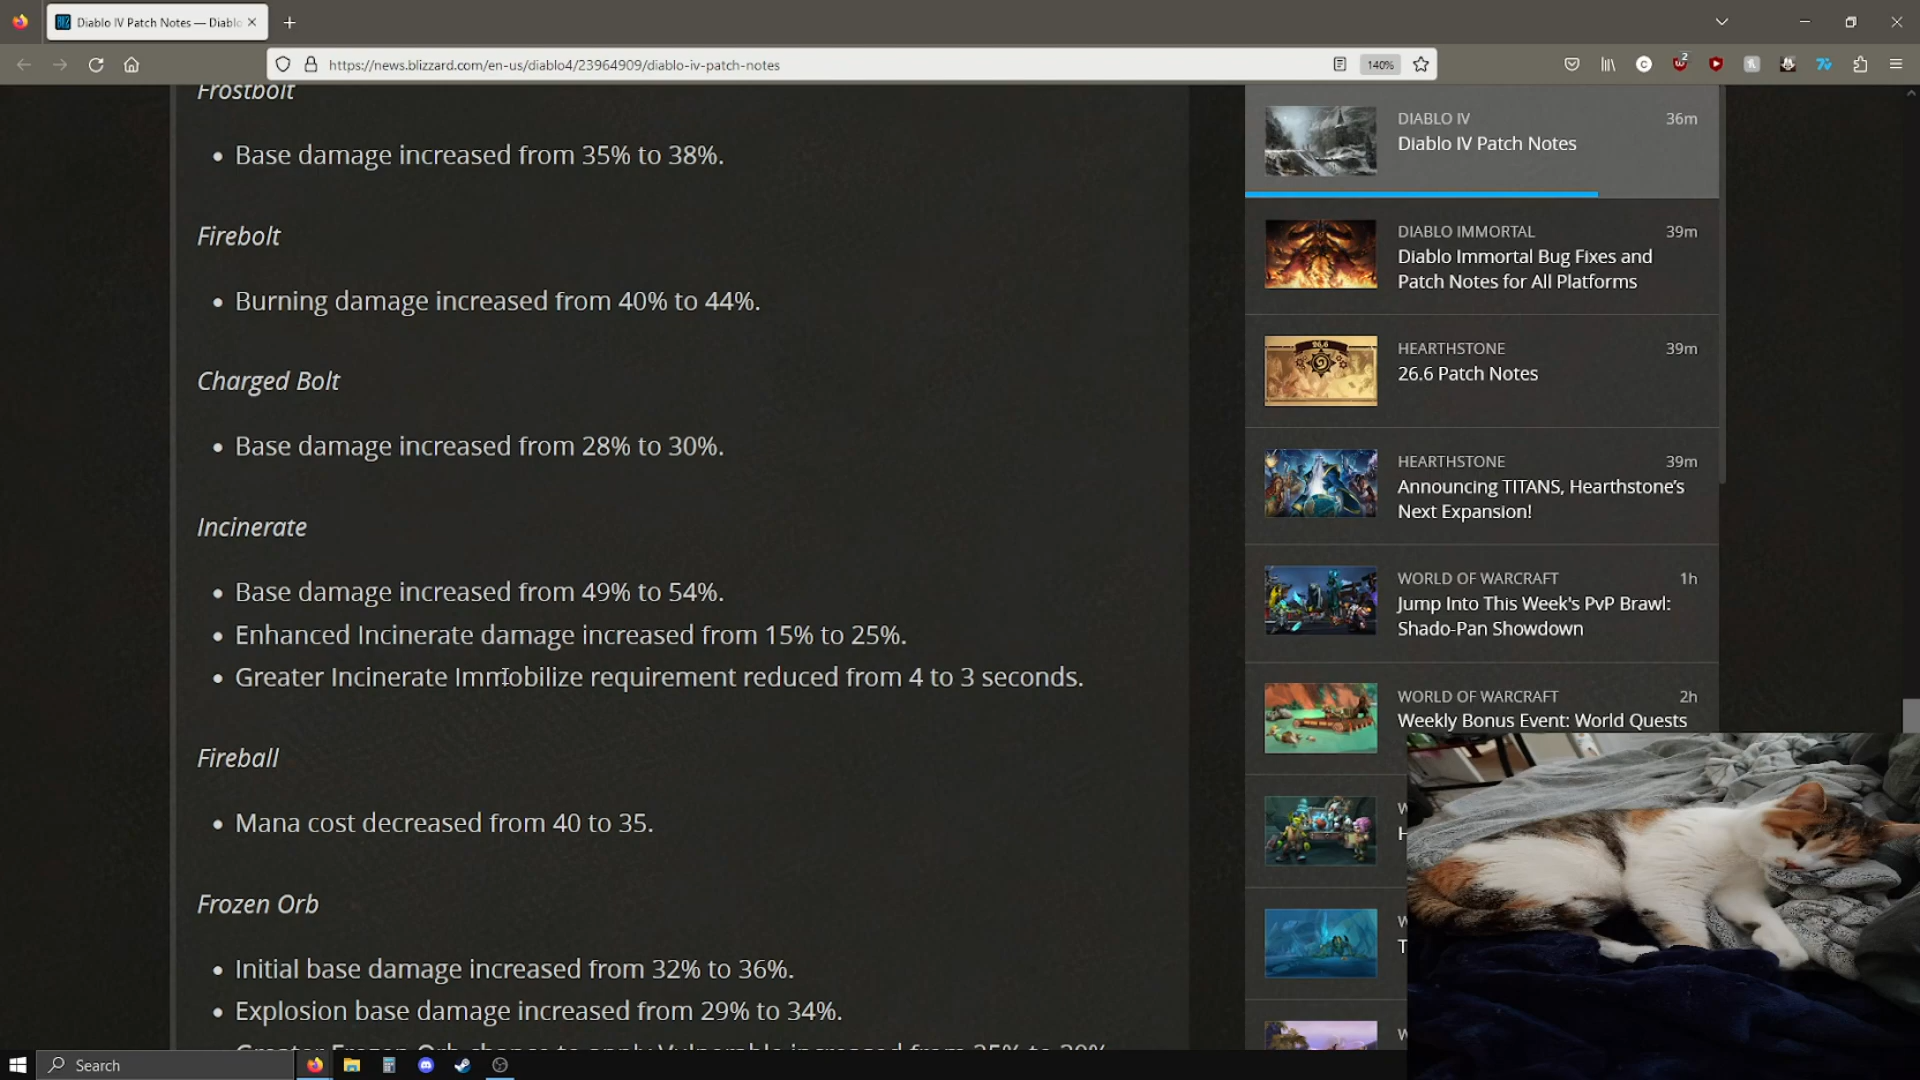 Diablo IV Patch Notes — Diablo
https://news.blizzard.com/en-us/diablo4/23964909/diablo-iv-patch-notes
140%
2
Frostbolt
• Base damage increased from 35% to 38%.
Firebolt
• Burning damage increased from 40% to 44%.
Charged Bolt
• Base damage increased from 28% to 30%.
Incinerate
• Base damage increased from 49% to 54%.
• Enhanced Incinerate damage increased from 15% to 25%.
• Greater Incinerate Immobilize requirement reduced from 4 to 3 seconds.
Fireball
• Mana cost decreased from 40 to 35.
Frozen Orb
• Initial base damage increased from 32% to 36%.
• Explosion base damage increased from 29% to 34%.
DIABLO IV 36m
Diablo IV Patch Notes
DIABLO IMMORTAL 39m
Diablo Immortal Bug Fixes and
Patch Notes for All Platforms
HEARTHSTONE 39m
26.6 Patch Notes
HEARTHSTONE 39m
Announcing TITANS, Hearthstone’s
Next Expansion!
WORLD OF WARCRAFT 1h
Jump Into This Week's PvP Brawl:
Shado-Pan Showdown
WORLD OF WARCRAFT 2h
Weekly Bonus Event: World Quests
Search